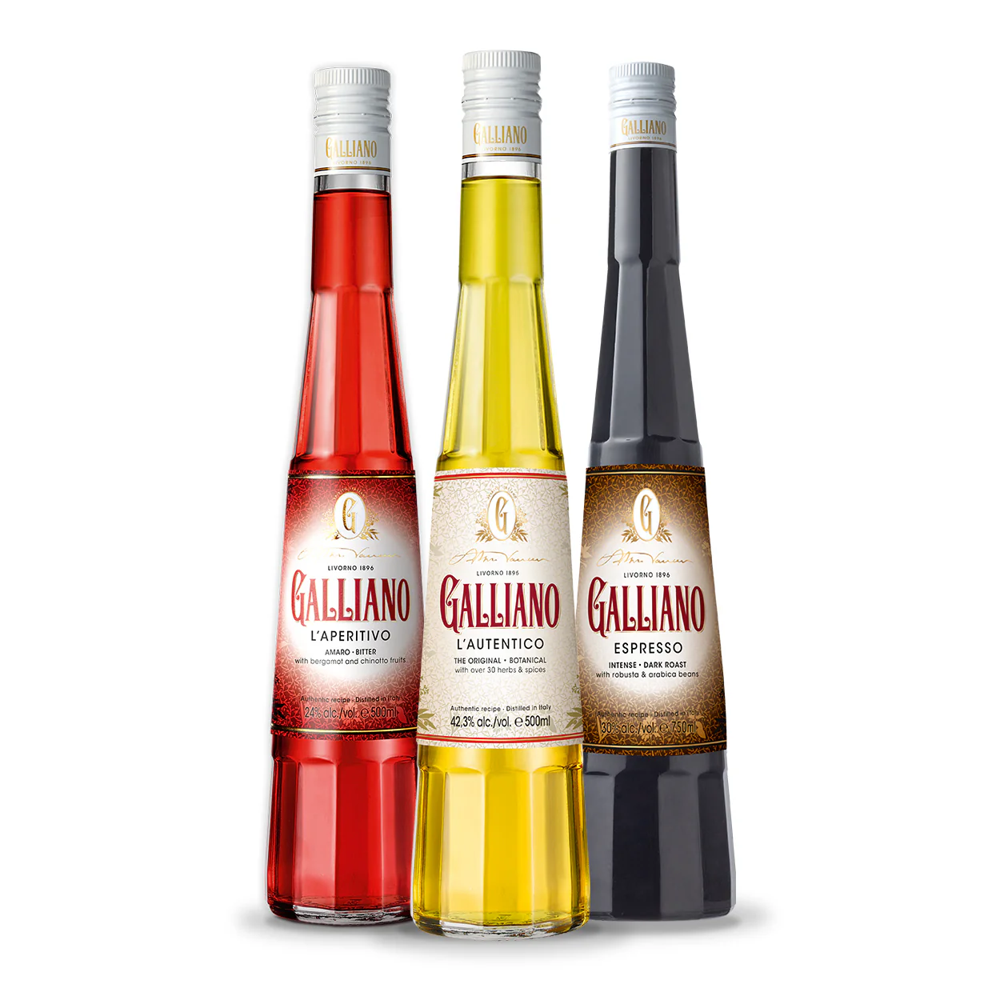 GALLIANO
LIVORNO 1896
LIVORNO 1896
GALLIANO
L'APERITIVO
AMARO · BITTER
with bergamot and chinotto fruits
Authentic recipe · Distilled in Italy
24% alc./vol. e 500ml
GALLIANO
LIVORNO 1896
G
LIVORNO 1896
GALLIANO
L'AUTENTICO
THE ORIGINAL · BOTANICAL
with over 30 herbs & spices
Authentic recipe · Distilled in Italy
42,3% alc./vol. e 500ml
GALLIANO
LIVORNO 1896
G
LIVORNO 1896
GALLIANO
ESPRESSO
INTENSE · DARK ROAST
with robusta & arabica beans
Authentic recipe · Distilled in Italy
30% alc./vol. e 750ml